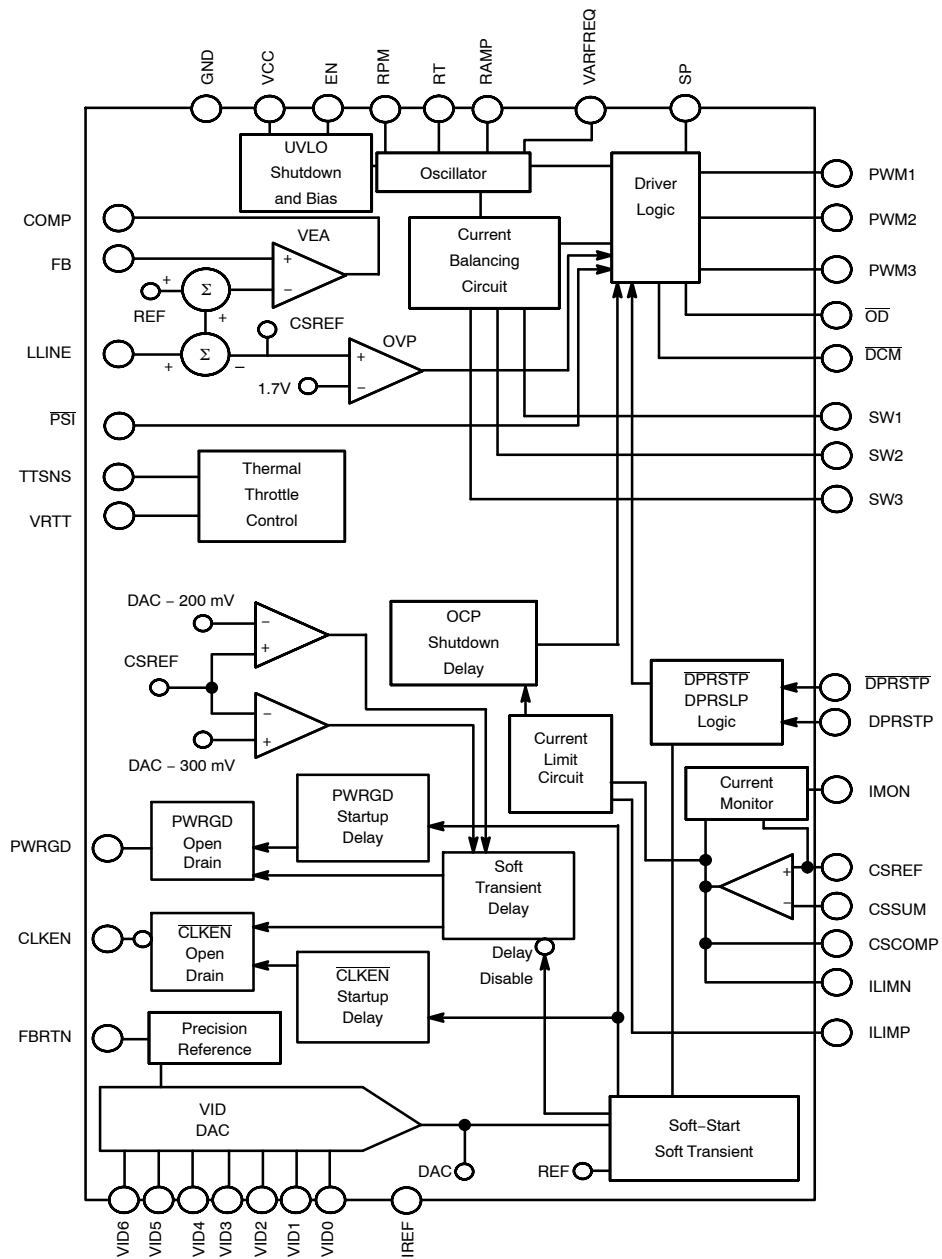 GND
VCC
EN
RPM
RT
RAMP
VARFREQ
SP
UVLO
Shutdown
and Bias
Oscillator
Driver
Logic
PWM1
COMP
VEA
Current
Balancing
Circuit
PWM2
FB
+
−
Σ
+
REF
+
PWM3
CSREF
OVP
OD
LLINE
+
Σ
−
+
−
1.7V
DCM
PSI
SW1
TTSNS
Thermal
Throttle
Control
SW2
VRTT
SW3
DAC − 200 mV
−
+
OCP
Shutdown
Delay
CSREF
DPRSTP
DPRSLP
Logic
DPRSTP
DPRSTP
−
+
DAC − 300 mV
Current
Limit
Circuit
Current
Monitor
IMON
PWRGD
PWRGD
Open
Drain
PWRGD
Startup
Delay
Soft
Transient
Delay
+
−
CSREF
CSSUM
CLKEN
CLKEN
Open
Drain
Delay
Disable
CSCOMP
CLKEN
Startup
Delay
ILIMN
FBRTN
Precision
Reference
ILIMP
VID
DAC
Soft−Start
Soft Transient
DAC
REF
VID6
VID5
VID4
VID3
VID2
VID1
VID0
IREF